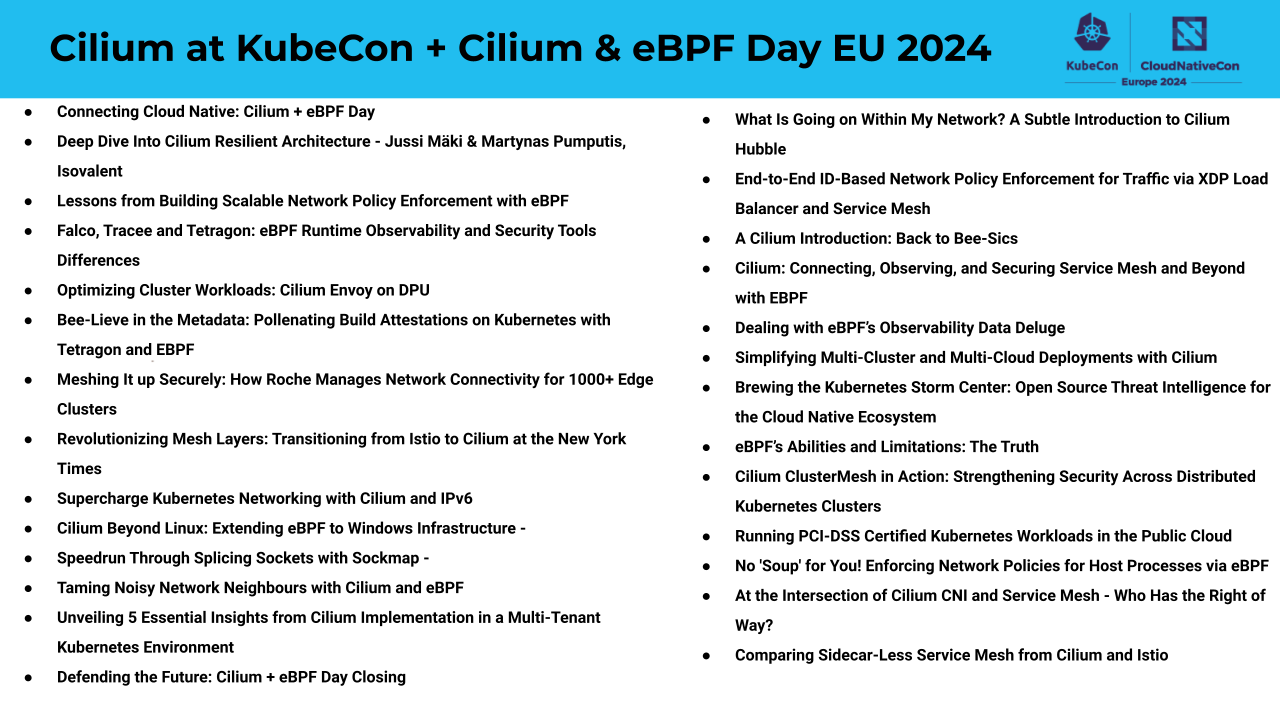 Cilium at KubeCon + Cilium & eBPF Day EU 2024
KubeCon
CloudNativeCon
Europe 2024
● Connecting Cloud Native: Cilium + eBPF Day
● Deep Dive Into Cilium Resilient Architecture - Jussi Mäki & Martynas Pumputis,
Isovalent
● Lessons from Building Scalable Network Policy Enforcement with eBPF
● Falco, Tracee and Tetragon: eBPF Runtime Observability and Security Tools
Differences
● Optimizing Cluster Workloads: Cilium Envoy on DPU
● Bee-Lieve in the Metadata: Pollenating Build Attestations on Kubernetes with
Tetragon and EBPF
● Meshing It up Securely: How Roche Manages Network Connectivity for 1000+ Edge
Clusters
● Revolutionizing Mesh Layers: Transitioning from Istio to Cilium at the New York
Times
● Supercharge Kubernetes Networking with Cilium and IPv6
● Cilium Beyond Linux: Extending eBPF to Windows Infrastructure -
● Speedrun Through Splicing Sockets with Sockmap -
● Taming Noisy Network Neighbours with Cilium and eBPF
● Unveiling 5 Essential Insights from Cilium Implementation in a Multi-Tenant
Kubernetes Environment
● Defending the Future: Cilium + eBPF Day Closing
● What Is Going on Within My Network? A Subtle Introduction to Cilium
Hubble
● End-to-End ID-Based Network Policy Enforcement for Traffic via XDP Load
Balancer and Service Mesh
● A Cilium Introduction: Back to Bee-Sics
● Cilium: Connecting, Observing, and Securing Service Mesh and Beyond
with EBPF
● Dealing with eBPF’s Observability Data Deluge
● Simplifying Multi-Cluster and Multi-Cloud Deployments with Cilium
● Brewing the Kubernetes Storm Center: Open Source Threat Intelligence for
the Cloud Native Ecosystem
● eBPF’s Abilities and Limitations: The Truth
● Cilium ClusterMesh in Action: Strengthening Security Across Distributed
Kubernetes Clusters
● Running PCI-DSS Certified Kubernetes Workloads in the Public Cloud
● No 'Soup' for You! Enforcing Network Policies for Host Processes via eBPF
● At the Intersection of Cilium CNI and Service Mesh - Who Has the Right of
Way?
● Comparing Sidecar-Less Service Mesh from Cilium and Istio